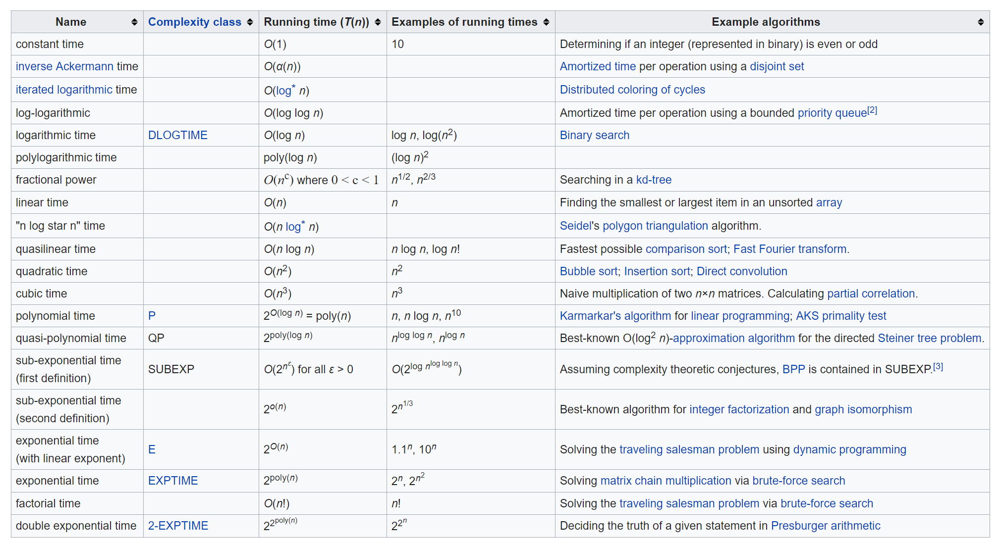 Name Complexity class Running time (T(n)) Examples of running times Example algorithms
constant time O(1) 10 Determining if an integer (represented in binary) is even or odd
inverse Ackermann time O(α(n)) Amortized time per operation using a disjoint set
iterated logarithmic time O(log* n) Distributed coloring of cycles
log-logarithmic O(log log n) Amortized time per operation using a bounded priority queue[2]
logarithmic time DLOGTIME O(log n) log n, log(n^2) Binary search
polylogarithmic time poly(log n) (log n)^2
fractional power O(n^c) where 0 < c < 1 n^1/2, n^2/3 Searching in a kd-tree
linear time O(n) n Finding the smallest or largest item in an unsorted array
"n log star n" time O(n log* n) Seidel's polygon triangulation algorithm.
quasilinear time O(n log n) n log n, log n! Fastest possible comparison sort; Fast Fourier transform.
quadratic time O(n^2) n^2 Bubble sort; Insertion sort; Direct convolution
cubic time O(n^3) n^3 Naive multiplication of two n×n matrices. Calculating partial correlation.
polynomial time P 2^O(log n) = poly(n) n, n log n, n^10 Karmarkar's algorithm for linear programming; AKS primality test
quasi-polynomial time QP 2^poly(log n) n^log log n, n^log n Best-known O(log^2 n)-approximation algorithm for the directed Steiner tree problem.
sub-exponential time
(first definition) SUBEXP O(2^n^ε) for all ε > 0 O(2^log n^log log n) Assuming complexity theoretic conjectures, BPP is contained in SUBEXP.[3]
sub-exponential time
(second definition) 2^o(n) 2^n^1/3 Best-known algorithm for integer factorization and graph isomorphism
exponential time
(with linear exponent) E 2^O(n) 1.1^n, 10^n Solving the traveling salesman problem using dynamic programming
exponential time EXPTIME 2^poly(n) 2^n, 2^n^2 Solving matrix chain multiplication via brute-force search
factorial time O(n!) n! Solving the traveling salesman problem via brute-force search
double exponential time 2-EXPTIME 2^2^poly(n) 2^2^n Deciding the truth of a given statement in Presburger arithmetic